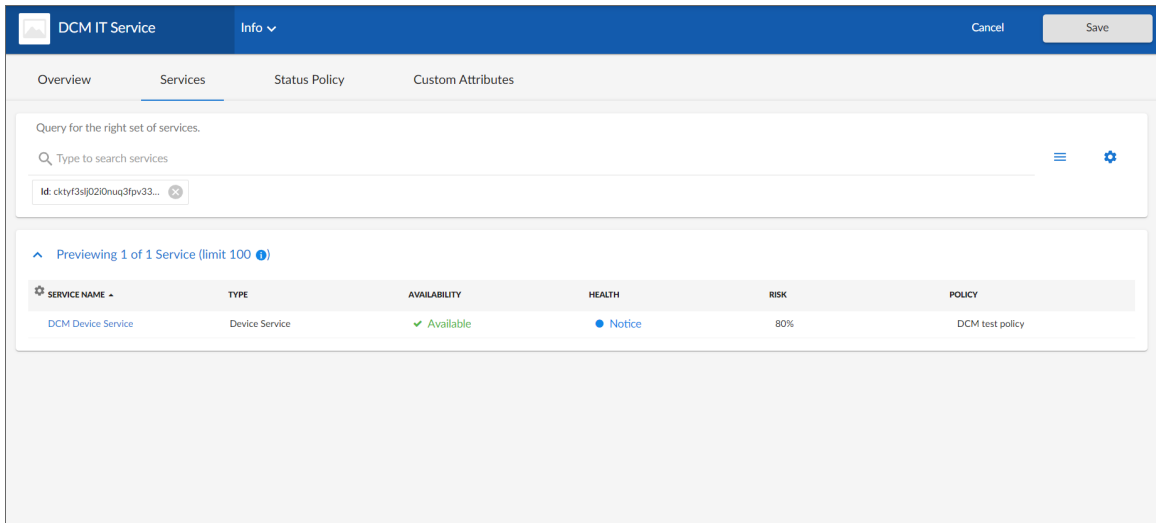 DCM IT Service Info Cancel Save
Overview Services Status Policy Custom Attributes
Query for the right set of services.
Type to search services
Id: cktyf3slj02i0nuq3fpv33...
Previewing 1 of 1 Service (limit 100 i)
SERVICE NAME TYPE AVAILABILITY HEALTH RISK POLICY
DCM Device Service Device Service Available Notice 80% DCM test policy